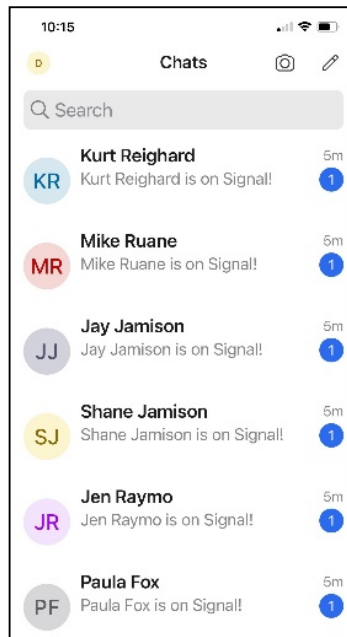 10:15
D
Chats
Search
Kurt Reighard
5m
KR
Kurt Reighard is on Signal!
1
Mike Ruane
5m
MR
Mike Ruane is on Signal!
1
Jay Jamison
5m
JJ
Jay Jamison is on Signal!
1
Shane Jamison
5m
SJ
Shane Jamison is on Signal!
1
Jen Raymo
5m
JR
Jen Raymo is on Signal!
1
Paula Fox
5m
PF
Paula Fox is on Signal!
1